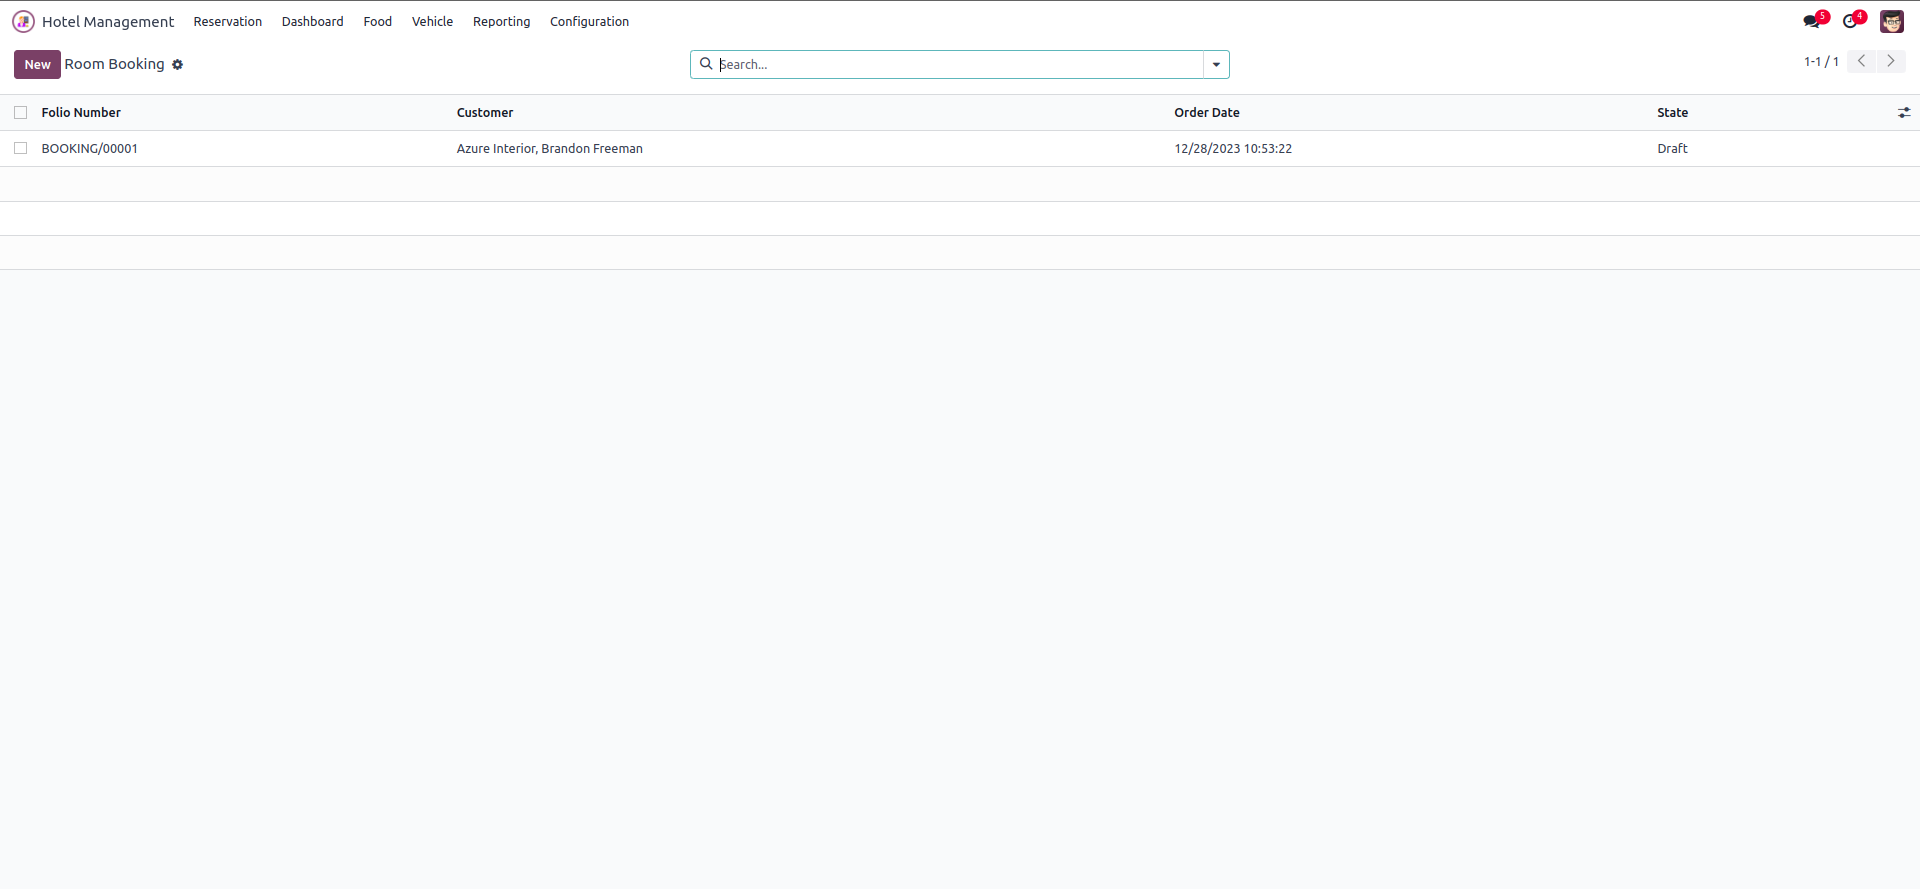 Hotel Management Reservation Dashboard Food Vehicle Reporting Configuration 5 4
New Room Booking Search... 1-1 / 1
Folio Number Customer Order Date State
BOOKING/00001 Azure Interior, Brandon Freeman 12/28/2023 10:53:22 Draft